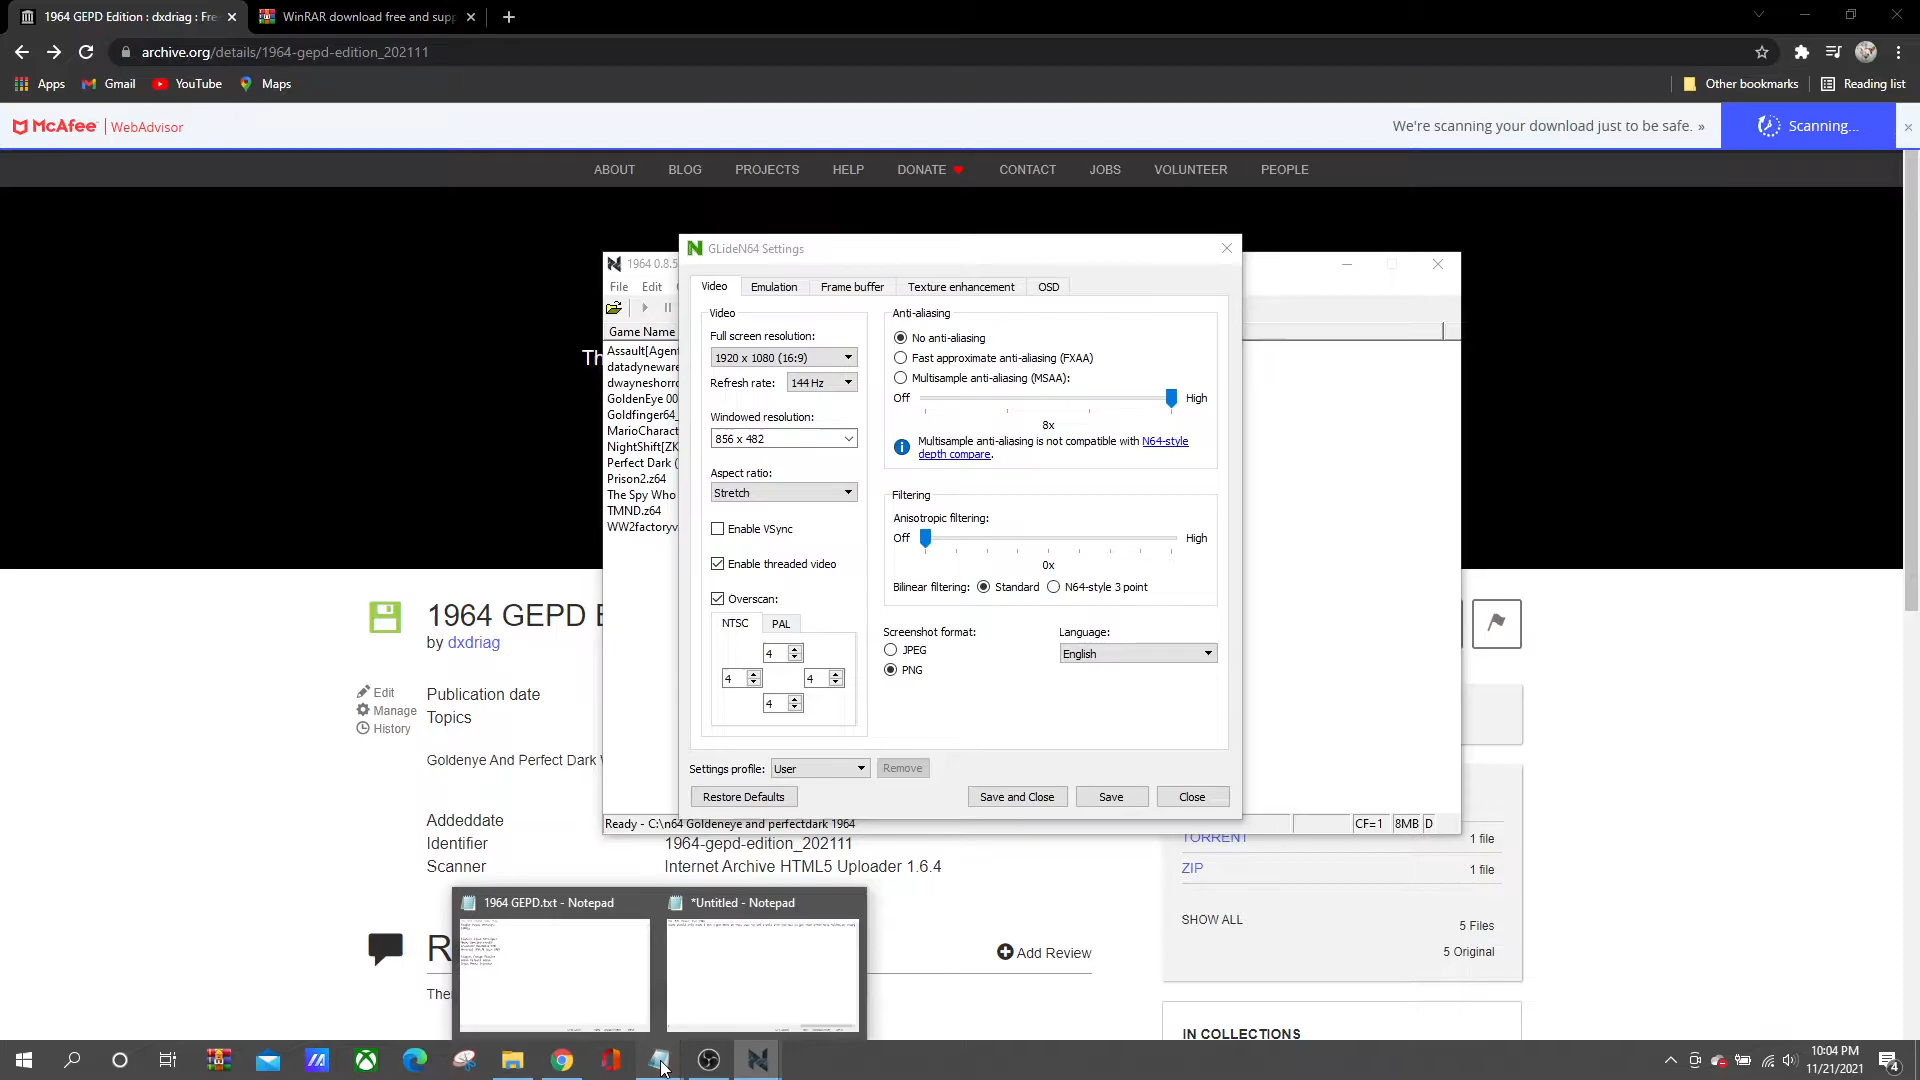 1964 GEPD Edition : dxdriag : Fre
WinRAR download free and supp
archive.org/details/1964-gepd-edition_202111
Apps
Gmail
YouTube
Maps
Other bookmarks
Reading list
McAfee | WebAdvisor
We're scanning your download just to be safe. »
Scanning...
ABOUT BLOG PROJECTS HELP DONATE CONTACT JOBS VOLUNTEER PEOPLE
GLideN64 Settings
1964 0.8.5
File Edit
Video Emulation Frame buffer Texture enhancement OSD
Game Name
Assault[Agen
datadyneware
dwayneshorro
GoldenEye 00
Goldfinger64_
MarioCharact
NightShift[ZK
Perfect Dark (
Prison2.z64
The Spy Who
TMND.z64
WW2factoryv
Th
Video
Full screen resolution:
1920 x 1080 (16:9)
Refresh rate: 144 Hz
Windowed resolution:
856 x 482
Aspect ratio:
Stretch
Enable VSync
Enable threaded video
Overscan:
NTSC PAL
4
4 4
4
Anti-aliasing
No anti-aliasing
Fast approximate anti-aliasing (FXAA)
Multisample anti-aliasing (MSAA):
Off High
8x
Multisample anti-aliasing is not compatible with N64-style
depth compare.
Filtering
Anisotropic filtering:
Off High
0x
Bilinear filtering: Standard N64-style 3 point
Screenshot format:
JPEG
PNG
Language:
English
Settings profile: User Remove
Restore Defaults Save and Close Save Close
Ready - C:\n64 Goldeneye and perfectdark 1964
CF=1 8MB D
1964 GEPD E
by dxdriag
Edit
Manage
History
Publication date
Topics
Goldenye And Perfect Dark
Addeddate
Identifier 1964-gepd-edition_202111
Scanner Internet Archive HTML5 Uploader 1.6.4
TORRENT 1 file
ZIP 1 file
SHOW ALL 5 Files
5 Original
IN COLLECTIONS
R
Add Review
The
1964 GEPD.txt - Notepad
*Untitled - Notepad
10:04 PM
11/21/2021
4